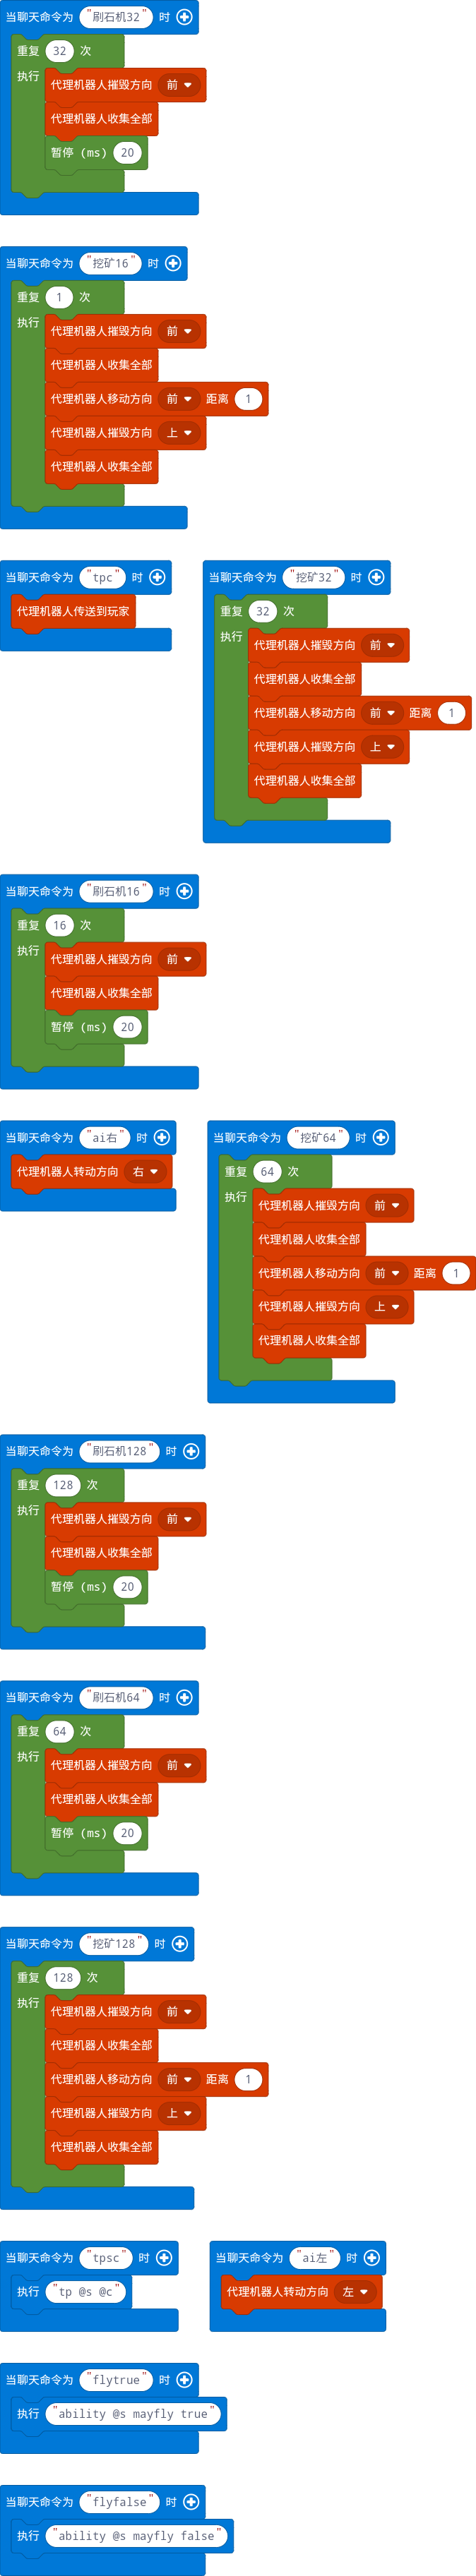 当聊天命令为 "刷石机32" 时
重复 32 次
执行
代理机器人摧毁方向 前
代理机器人收集全部
暂停 (ms) 20
当聊天命令为 "挖矿16" 时
重复 1 次
执行
代理机器人摧毁方向 前
代理机器人收集全部
代理机器人移动方向 前 距离 1
代理机器人摧毁方向 上
代理机器人收集全部
当聊天命令为 "tpc" 时
代理机器人传送到玩家
当聊天命令为 "挖矿32" 时
重复 32 次
执行
代理机器人摧毁方向 前
代理机器人收集全部
代理机器人移动方向 前 距离 1
代理机器人摧毁方向 上
代理机器人收集全部
当聊天命令为 "刷石机16" 时
重复 16 次
执行
代理机器人摧毁方向 前
代理机器人收集全部
暂停 (ms) 20
当聊天命令为 "ai右" 时
代理机器人转动方向 右
当聊天命令为 "挖矿64" 时
重复 64 次
执行
代理机器人摧毁方向 前
代理机器人收集全部
代理机器人移动方向 前 距离 1
代理机器人摧毁方向 上
代理机器人收集全部
当聊天命令为 "刷石机128" 时
重复 128 次
执行
代理机器人摧毁方向 前
代理机器人收集全部
暂停 (ms) 20
当聊天命令为 "刷石机64" 时
重复 64 次
执行
代理机器人摧毁方向 前
代理机器人收集全部
暂停 (ms) 20
当聊天命令为 "挖矿128" 时
重复 128 次
执行
代理机器人摧毁方向 前
代理机器人收集全部
代理机器人移动方向 前 距离 1
代理机器人摧毁方向 上
代理机器人收集全部
当聊天命令为 "tpsc" 时
执行 "tp @s @c"
当聊天命令为 "ai左" 时
代理机器人转动方向 左
当聊天命令为 "flytrue" 时
执行 "ability @s mayfly true"
当聊天命令为 "flyfalse" 时
执行 "ability @s mayfly false"